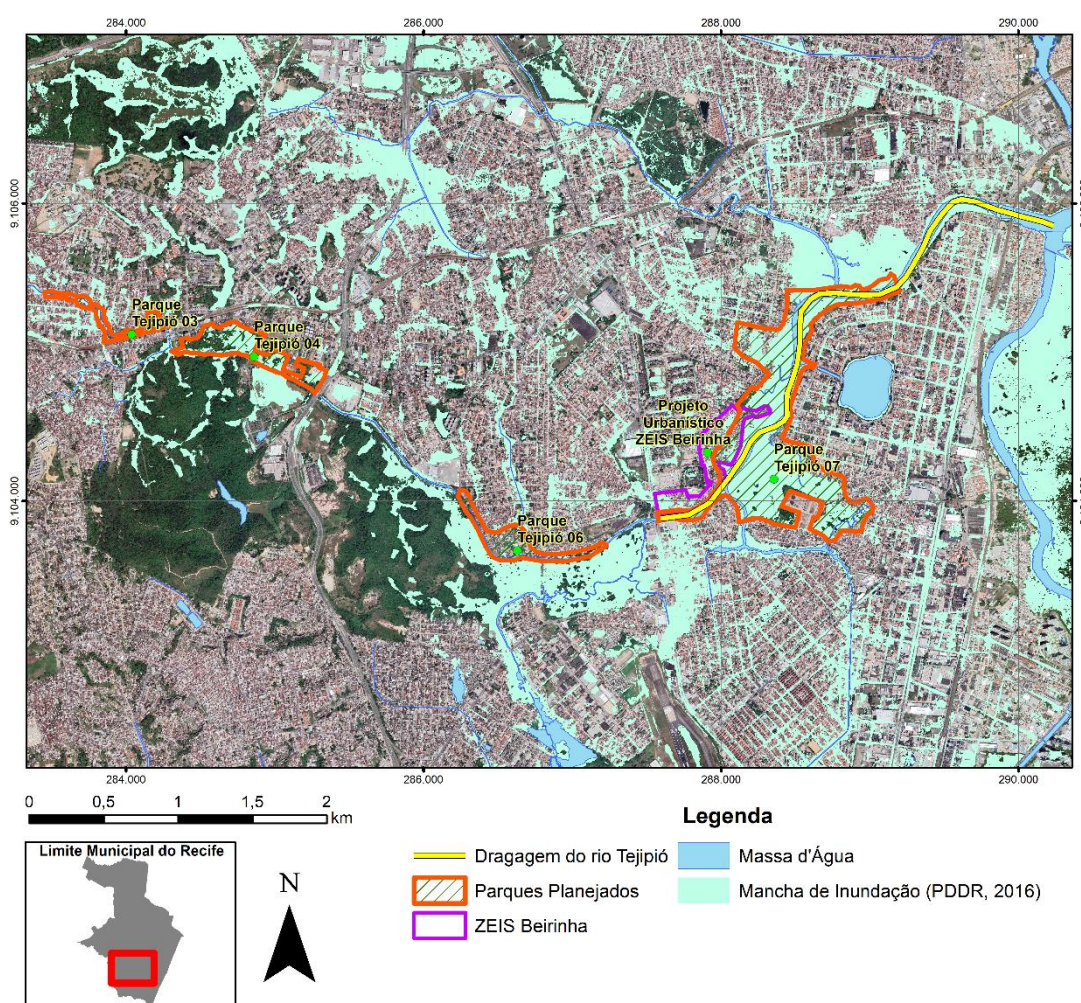 284.000
286.000
288.000
290.000
9.106.000
Parque
Tejipió 03
Parque
Tejipió 04
Projeto
Urbanístico
ZEIS Beirinha
Parque
Tejipió 07
9.104.000
Parque
Tejipió 06
284.000
286.000
288.000
290.000
0 0,5 1 1,5 2
km
Legenda
Limite Municipal do Recife
N
Dragagem do rio Tejipió
Parques Planejados
ZEIS Beirinha
Massa d'Água
Mancha de Inundação (PDDR, 2016)